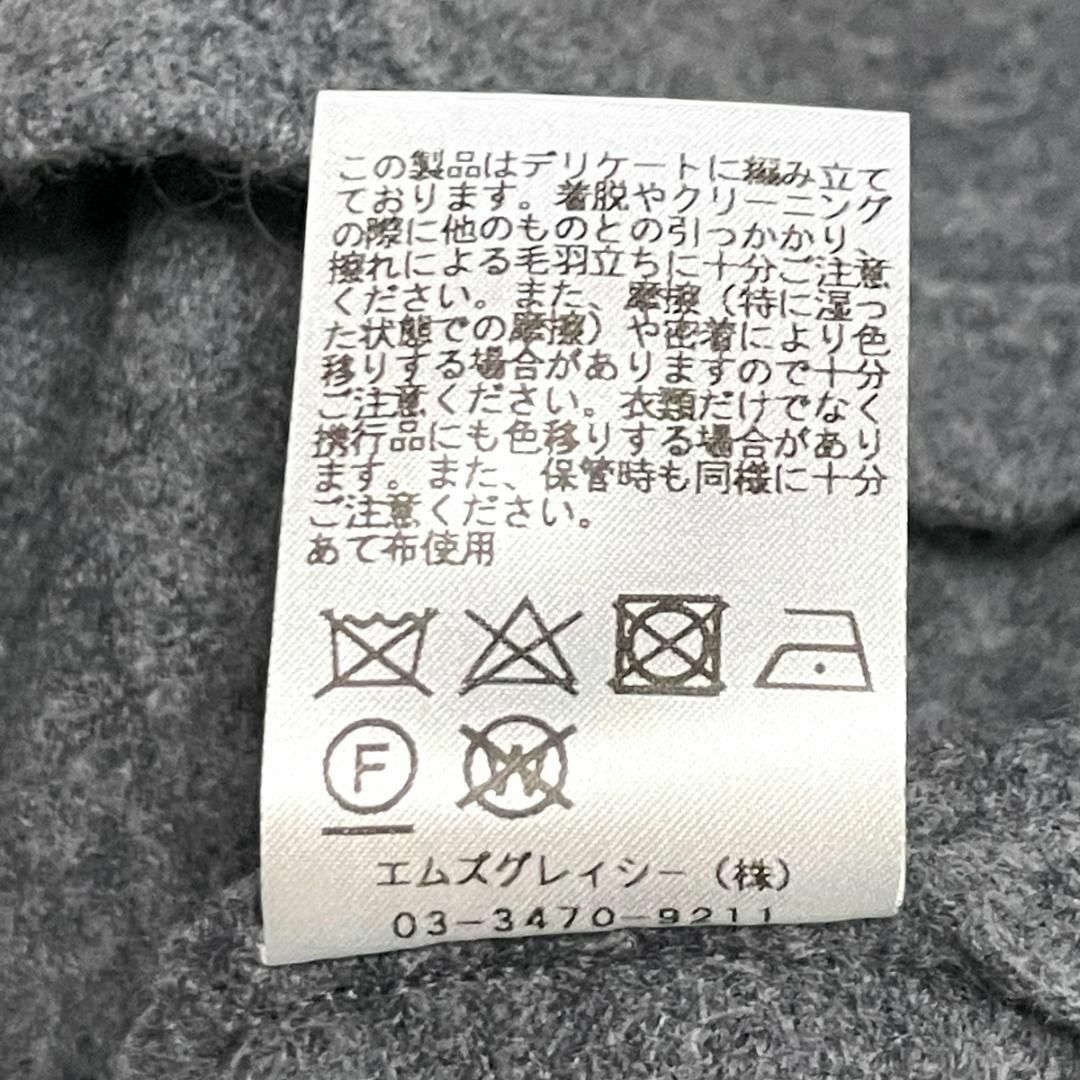 この製品はデリケートに編み立て
ております。着脱やクリーニング
の際に他のものとの引っかかり、
擦れによる毛羽立ちに十分ご注意
ください。また、摩擦（特に湿っ
た状態での摩擦）や密着により色
移りする場合がありますので十分
ご注意ください。衣類だけでなく
携行品にも色移りする場合があり
ます。また、保管時も同様に十分
ご注意ください。
あて布使用
F W
エムズグレイシー（株）
03-3470-9211